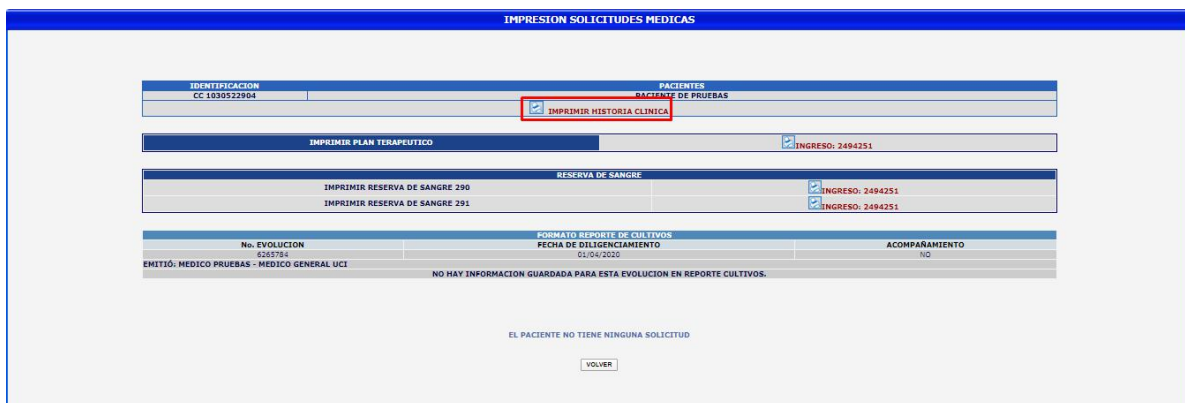 IMPRESION SOLICITUDES MEDICAS
IDENTIFICACION PACIENTES
CC 1030522904 PACIENTE DE PRUEBAS
IMPRIMIR HISTORIA CLINICA
IMPRIMIR PLAN TERAPEUTICO INGRESO: 2494251
RESERVA DE SANGRE
IMPRIMIR RESERVA DE SANGRE 290 INGRESO: 2494251
IMPRIMIR RESERVA DE SANGRE 291 INGRESO: 2494251
FORMATO REPORTE DE CULTIVOS
No. EVOLUCION FECHA DE DILIGENCIAMIENTO ACOMPAÑAMIENTO
6265784 01/04/2020 NO
EMITIÓ: MEDICO PRUEBAS - MEDICO GENERAL UCI
NO HAY INFORMACION GUARDADA PARA ESTA EVOLUCION EN REPORTE CULTIVOS.
EL PACIENTE NO TIENE NINGUNA SOLICITUD
VOLVER